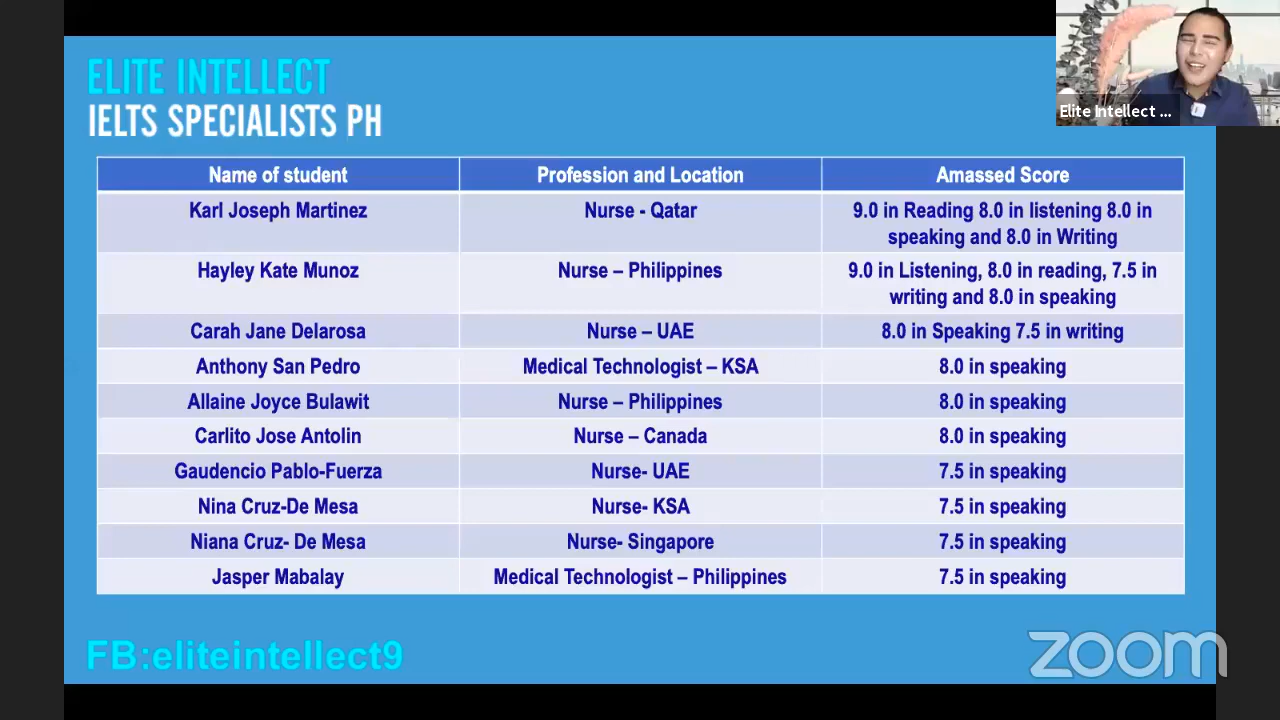 ELITE INTELLECT
IELTS SPECIALISTS PH
Elite Intellect ...
Name of student Profession and Location Amassed Score
Karl Joseph Martinez Nurse - Qatar 9.0 in Reading 8.0 in listening 8.0 in
speaking and 8.0 in Writing
Hayley Kate Munoz Nurse – Philippines 9.0 in Listening, 8.0 in reading, 7.5 in
writing and 8.0 in speaking
Carah Jane Delarosa Nurse – UAE 8.0 in Speaking 7.5 in writing
Anthony San Pedro Medical Technologist – KSA 8.0 in speaking
Allaine Joyce Bulawit Nurse – Philippines 8.0 in speaking
Carlito Jose Antolin Nurse – Canada 8.0 in speaking
Gaudencio Pablo-Fuerza Nurse- UAE 7.5 in speaking
Nina Cruz-De Mesa Nurse- KSA 7.5 in speaking
Niana Cruz- De Mesa Nurse- Singapore 7.5 in speaking
Jasper Mabalay Medical Technologist – Philippines 7.5 in speaking
FB:eliteintellect9
zoom